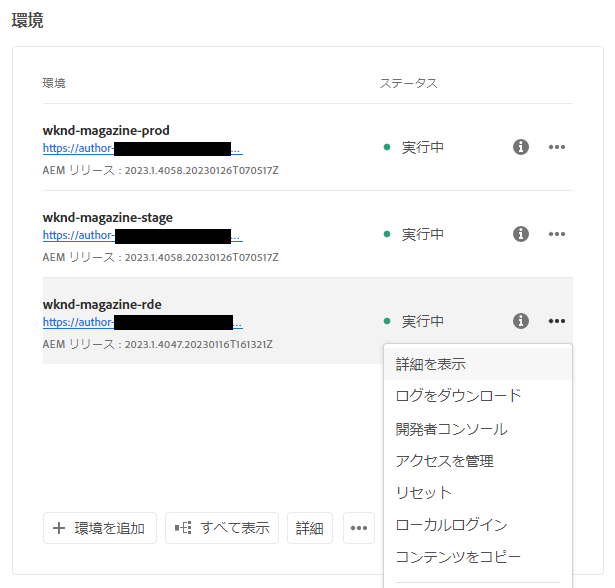 環境
環境 ステータス
wknd-magazine-prod
https://author- ...
実行中
AEM リリース : 2023.1.4058.20230126T070517Z
wknd-magazine-stage
https://author- ...
実行中
AEM リリース : 2023.1.4058.20230126T070517Z
wknd-magazine-rde
https://author- ...
実行中
AEM リリース : 2023.1.4047.20230116T161321Z
詳細を表示
ログをダウンロード
開発者コンソール
アクセスを管理
リセット
ローカルログイン
コンテンツをコピー
環境を追加 すべて表示 詳細